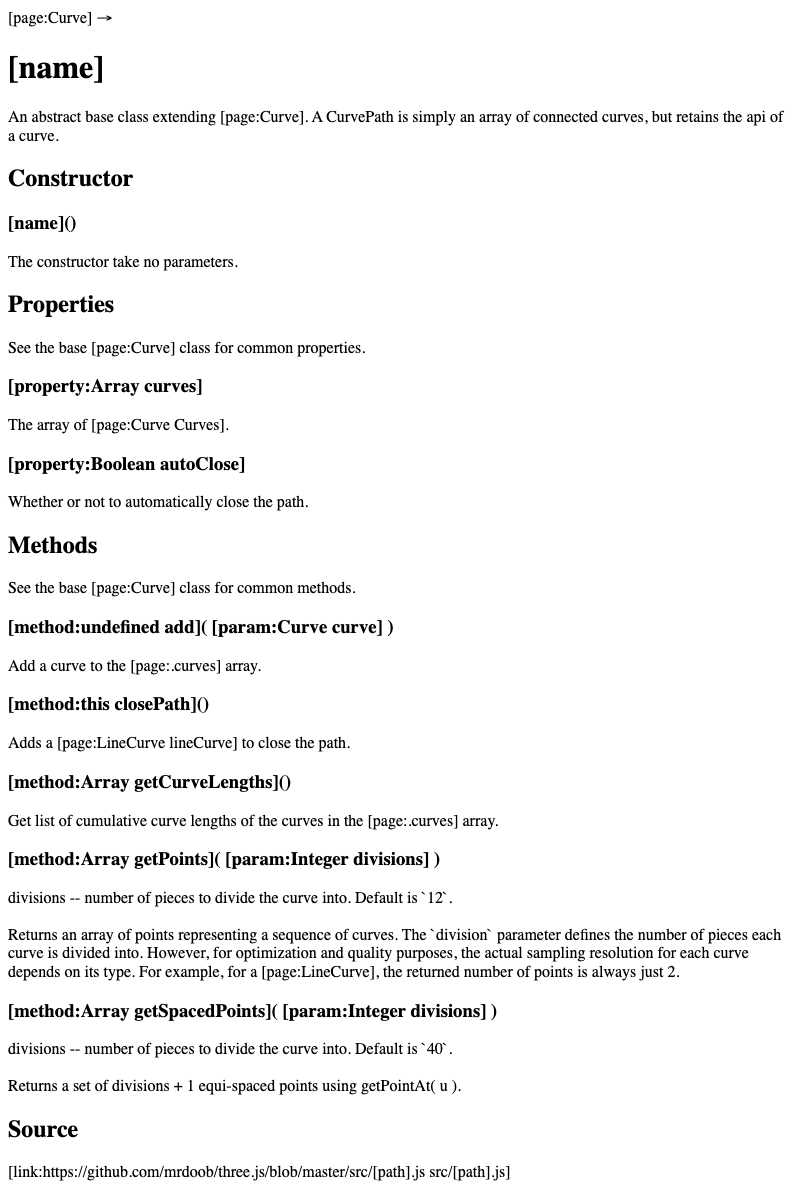 [page:Curve] →
[name]
An abstract base class extending [page:Curve]. A CurvePath is simply an array of connected curves, but retains the api of
a curve.
Constructor
[name]()
The constructor take no parameters.
Properties
See the base [page:Curve] class for common properties.
[property:Array curves]
The array of [page:Curve Curves].
[property:Boolean autoClose]
Whether or not to automatically close the path.
Methods
See the base [page:Curve] class for common methods.
[method:undefined add]( [param:Curve curve] )
Add a curve to the [page:.curves] array.
[method:this closePath]()
Adds a [page:LineCurve lineCurve] to close the path.
[method:Array getCurveLengths]()
Get list of cumulative curve lengths of the curves in the [page:.curves] array.
[method:Array getPoints]( [param:Integer divisions] )
divisions -- number of pieces to divide the curve into. Default is `12`.
Returns an array of points representing a sequence of curves. The `division` parameter defines the number of pieces each
curve is divided into. However, for optimization and quality purposes, the actual sampling resolution for each curve
depends on its type. For example, for a [page:LineCurve], the returned number of points is always just 2.
[method:Array getSpacedPoints]( [param:Integer divisions] )
divisions -- number of pieces to divide the curve into. Default is `40`.
Returns a set of divisions + 1 equi-spaced points using getPointAt( u ).
Source
[link:https://github.com/mrdoob/three.js/blob/master/src/[path].js src/[path].js]